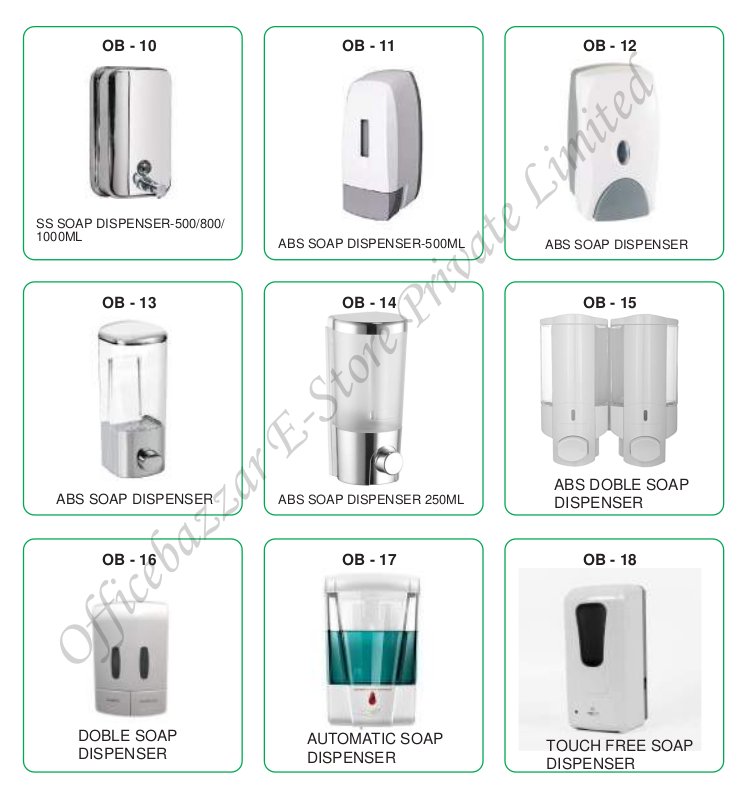 OB - 10
SS SOAP DISPENSER-500/800/
1000ML
OB - 11
ABS SOAP DISPENSER-500ML
OB - 12
ABS SOAP DISPENSER
OB - 13
ABS SOAP DISPENSER
OB - 14
ABS SOAP DISPENSER 250ML
OB - 15
ABS DOBLE SOAP
DISPENSER
OB - 16
DOBLE SOAP
DISPENSER
OB - 17
AUTOMATIC SOAP
DISPENSER
OB - 18
TOUCH FREE SOAP
DISPENSER
Officebazzar E-Store Private Limited